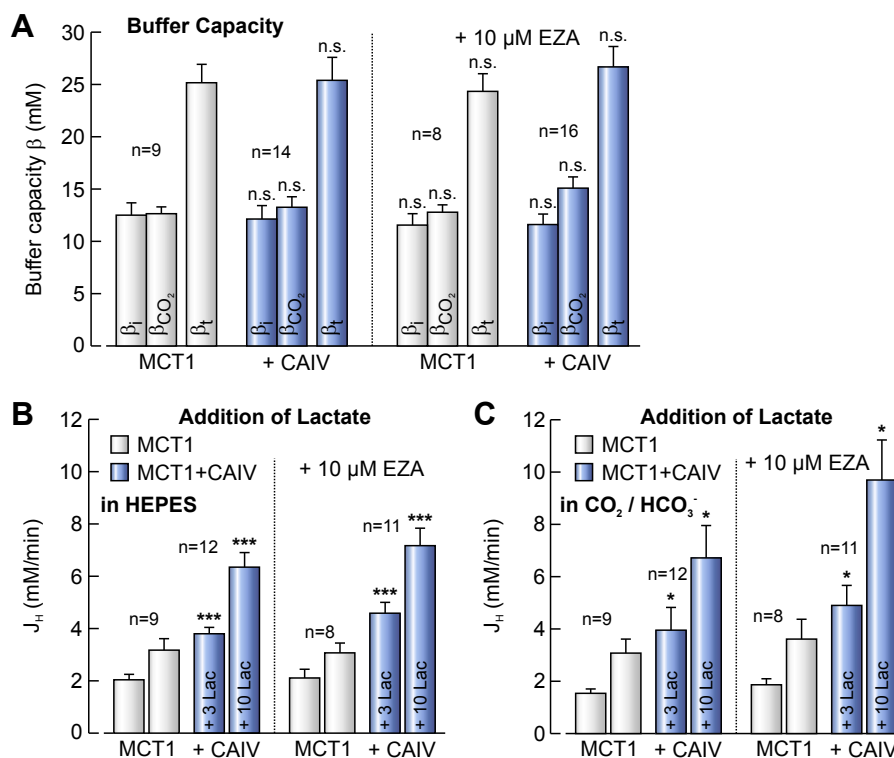 A
Buffer Capacity
+ 10 µM EZA
Buffer capacity β (mM)
30
25
20
15
10
5
0
n=9
n=14
n=8
n=16
n.s.
n.s.
n.s.
n.s.
n.s.
n.s.
n.s.
n.s.
n.s.
βi
βCO₂
βt
βi
βCO₂
βt
βi
βCO₂
βt
βi
βCO₂
βt
MCT1
+ CAIV
MCT1
+ CAIV
B
Addition of Lactate
MCT1
MCT1+CAIV
+ 10 µM EZA
in HEPES
J_H (mM/min)
12
10
8
6
4
2
0
n=9
n=12
n=8
n=11
***
***
***
***
+ 3 Lac
+ 10 Lac
+ 3 Lac
+ 10 Lac
MCT1
+ CAIV
MCT1
+ CAIV
C
Addition of Lactate
MCT1
MCT1+CAIV
+ 10 µM EZA
in CO₂ / HCO₃⁻
J_H (mM/min)
12
10
8
6
4
2
0
n=9
n=12
n=8
n=11
*
*
*
*
+ 3 Lac
+ 10 Lac
+ 3 Lac
+ 10 Lac
MCT1
+ CAIV
MCT1
+ CAIV